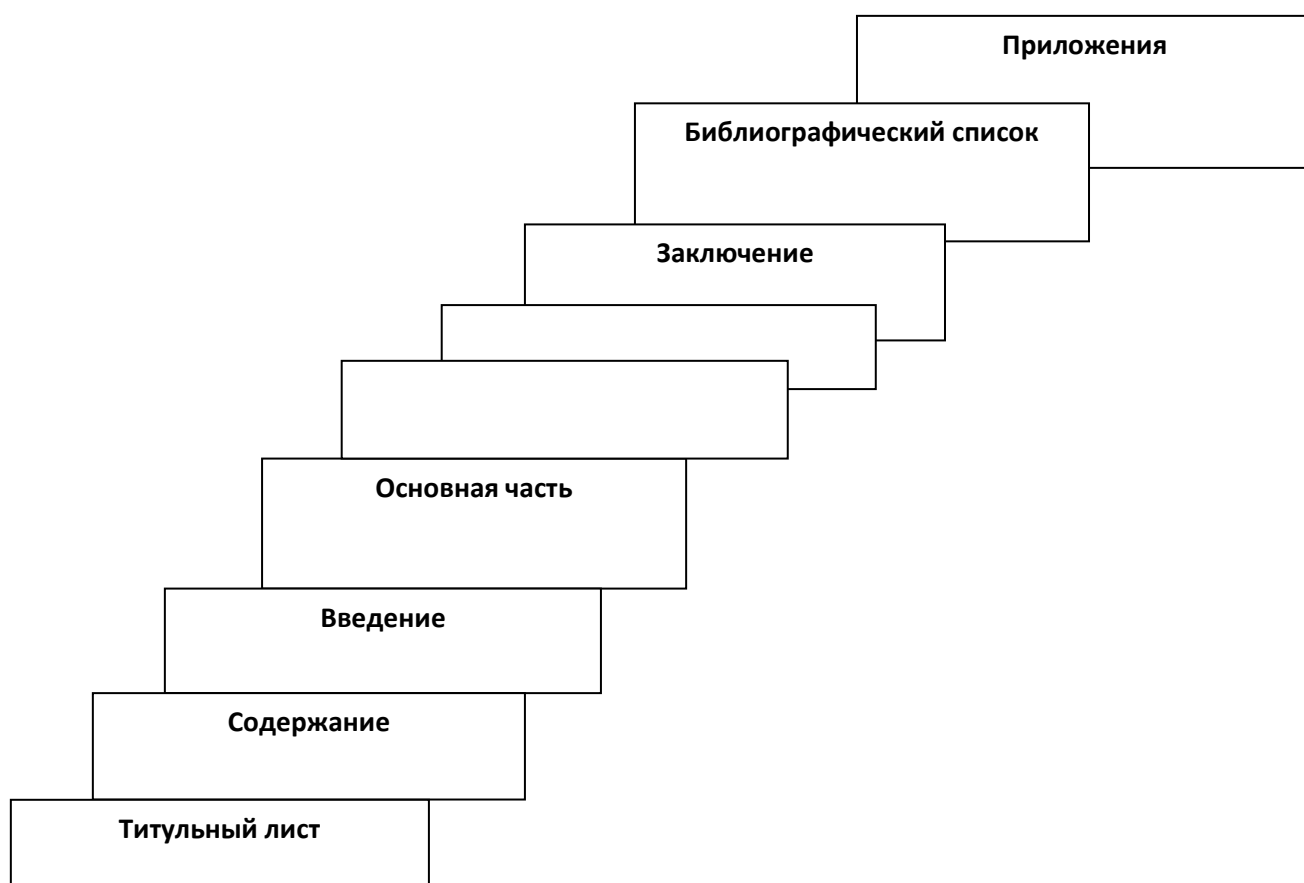 Приложения
Библиографический список
Заключение
Основная часть
Введение
Содержание
Титульный лист